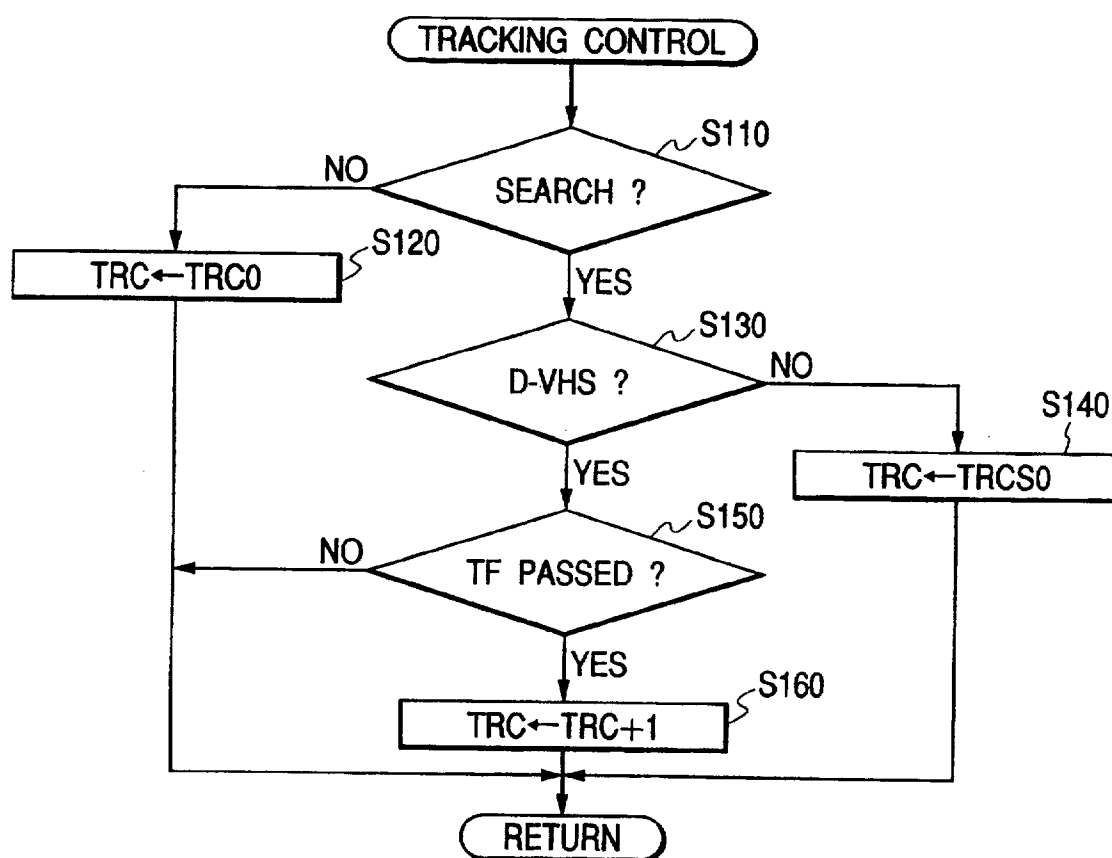 TRACKING CONTROL
S110
NO
SEARCH ?
S120
TRC←TRC0
YES
S130
NO
D-VHS ?
S140
YES
TRC←TRCS0
S150
NO
TF PASSED ?
YES
S160
TRC←TRC+1
RETURN